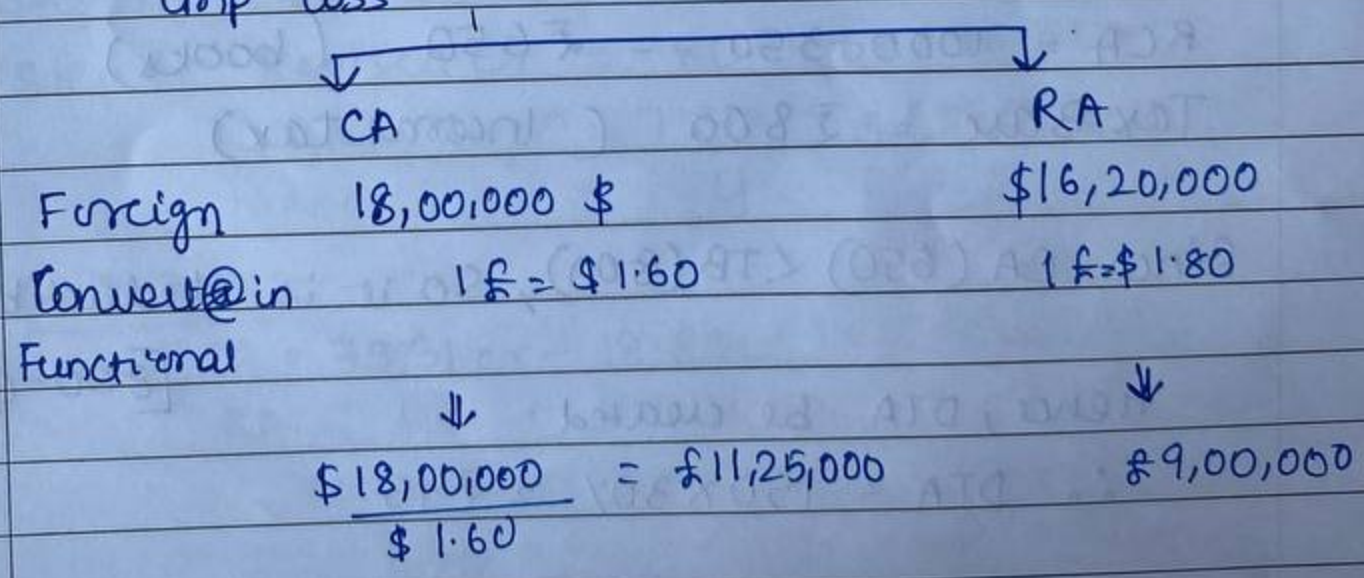 CA RA
Foreign 18,00,000 $ $16,20,000
Convert@in 1 £ = $1.60 1 £=$ 1.80
Functional
$18,00,000 = £11,25,000 £9,00,000
$ 1.60